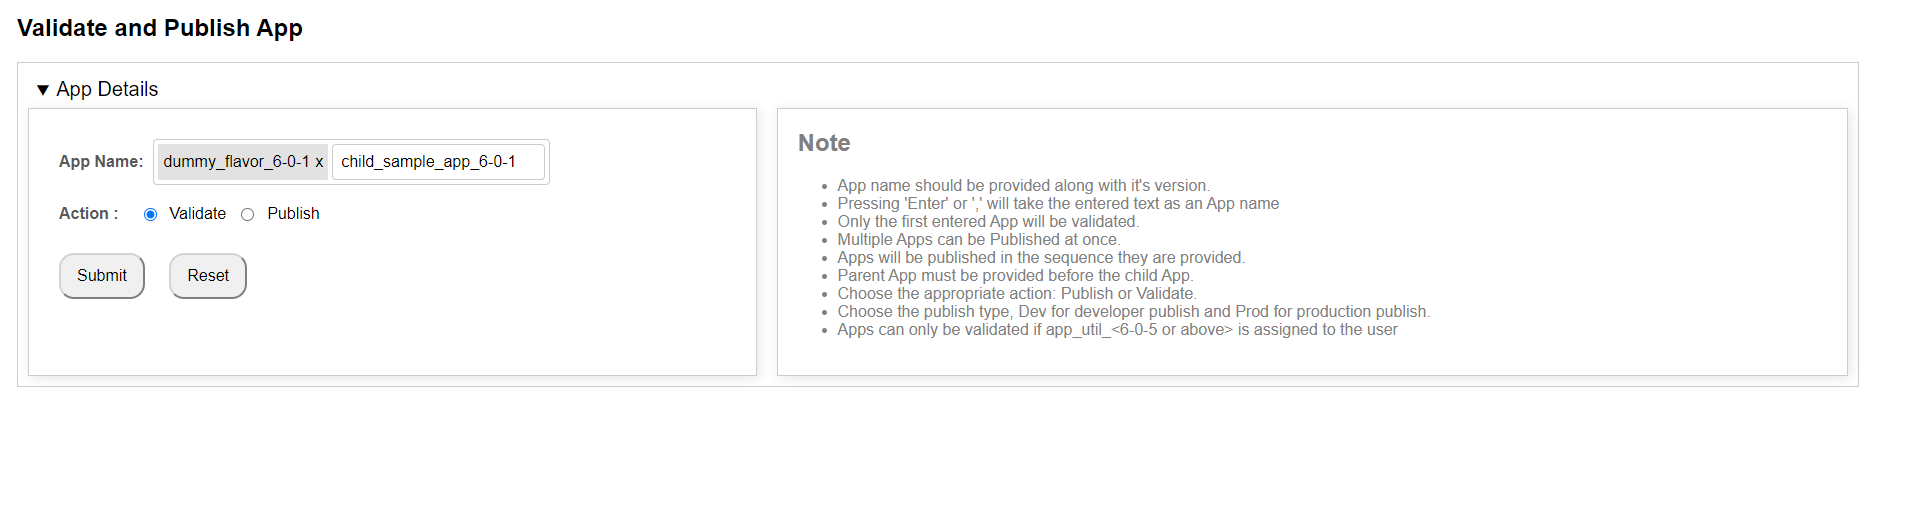 Validate and Publish App
▼ App Details
App Name: dummy_flavor_6-0-1 x child_sample_app_6-0-1
Action : Validate Publish
Submit Reset
Note
• App name should be provided along with it's version.
• Pressing 'Enter' or ',' will take the entered text as an App name
• Only the first entered App will be validated.
• Multiple Apps can be Published at once.
• Apps will be published in the sequence they are provided.
• Parent App must be provided before the child App.
• Choose the appropriate action: Publish or Validate.
• Choose the publish type, Dev for developer publish and Prod for production publish.
• Apps can only be validated if app_util_<6-0-5 or above> is assigned to the user